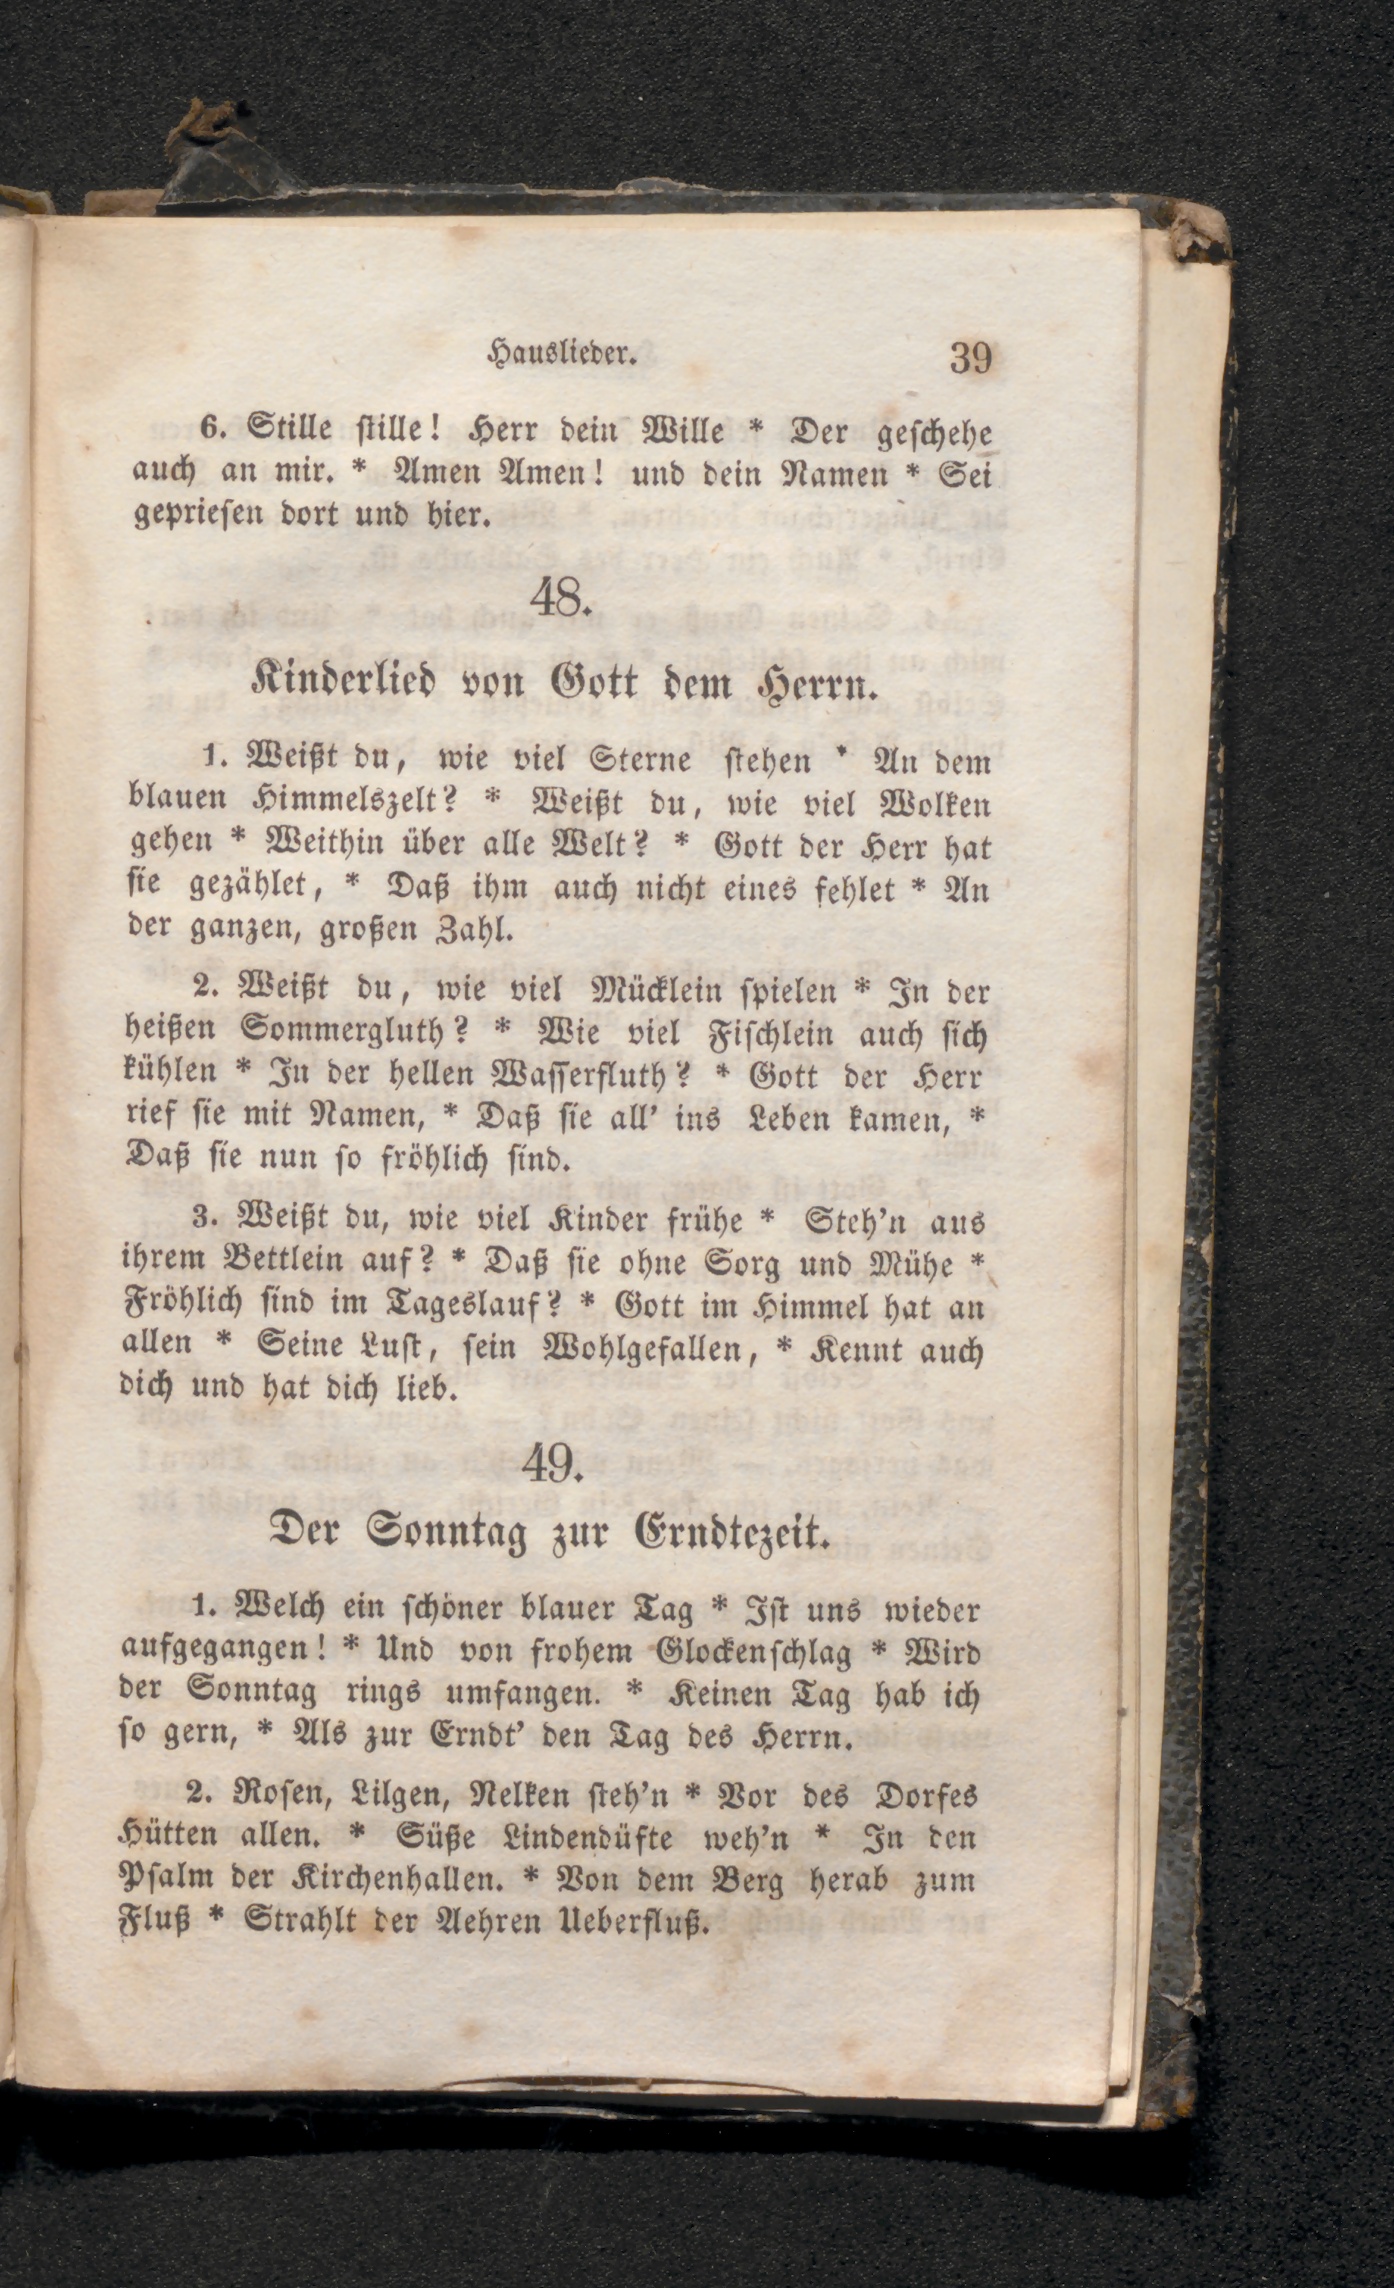 Hauslieder. 39
6. Stille ſtille! Herr dein Wille * Der geſchehe
auch an mir. * Amen Amen! und dein Namen * Sei
geprieſen dort und hier.
48.
Kinderlied von Gott dem Herrn.
1. Weißt du, wie viel Sterne ſtehen * An dem
blauen Himmelszelt? * Weißt du, wie viel Wolken
gehen * Weithin über alle Welt? * Gott der Herr hat
ſie gezählet, * Daß ihm auch nicht eines fehlet * An
der ganzen, großen Zahl.
2. Weißt du, wie viel Mücklein ſpielen * In der
heißen Sommergluth? * Wie viel Fiſchlein auch ſich
kühlen * In der hellen Waſſerfluth? * Gott der Herr
rief ſie mit Namen, * Daß ſie all' ins Leben kamen, *
Daß ſie nun ſo fröhlich ſind.
3. Weißt du, wie viel Kinder frühe * Steh'n aus
ihrem Bettlein auf? * Daß ſie ohne Sorg und Mühe *
Fröhlich ſind im Tageslauf? * Gott im Himmel hat an
allen * Seine Luſt, ſein Wohlgefallen, * Kennt auch
dich und hat dich lieb.
49.
Der Sonntag zur Erndtezeit.
1. Welch ein ſchöner blauer Tag * Iſt uns wieder
aufgegangen! * Und von frohem Glockenſchlag * Wird
der Sonntag rings umfangen. * Keinen Tag hab ich
ſo gern, * Als zur Erndt' den Tag des Herrn.
2. Roſen, Lilgen, Nelken ſteh'n * Vor des Dorfes
Hütten allen. * Süße Lindendüfte weh'n * In den
Pſalm der Kirchenhallen. * Von dem Berg herab zum
Fluß * Strahlt der Aehren Ueberfluß.